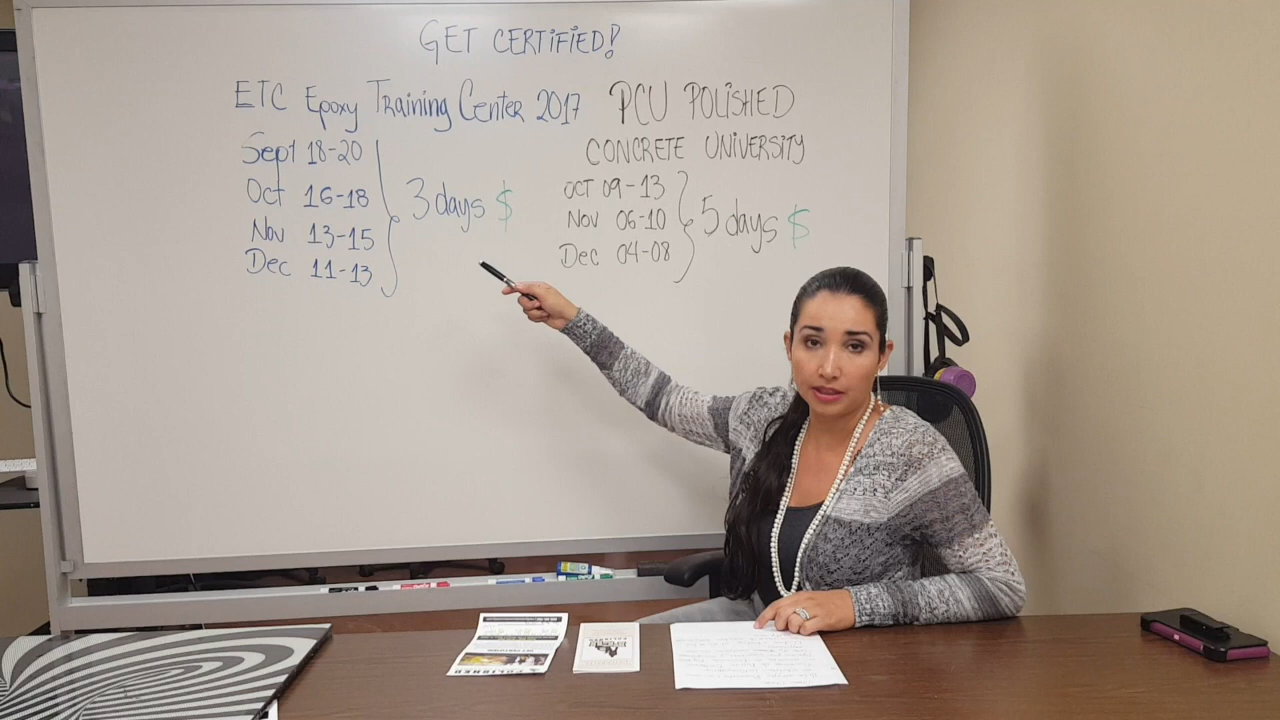 GET CERTIFIED!
ETC Epoxy Training Center 2017
Sept 18-20
Oct 16-18
Nov 13-15
Dec 11-13
3 days $
PCU POLISHED
CONCRETE UNIVERSITY
OCT 09-13
Nov 06-10
Dec 04-08
5 days $